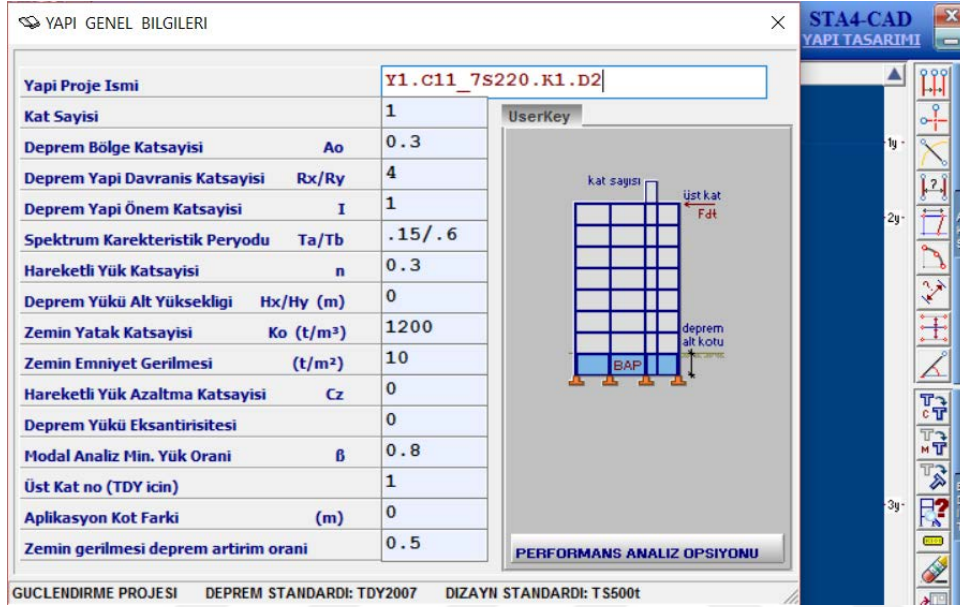 YAPI GENEL BILGILERI
STA4-CAD
YAPI TASARIMI
Yapi Proje Ismi Y1.C11_7S220.K1.D2
Kat Sayisi 1
Deprem Bölge Katsayisi Ao 0.3
Deprem Yapi Davranis Katsayisi Rx/Ry 4
Deprem Yapi Önem Katsayisi I 1
Spektrum Karekteristik Peryodu Ta/Tb .15/.6
Hareketli Yük Katsayisi n 0.3
Deprem Yükü Alt Yüksekligi Hx/Hy (m) 0
Zemin Yatak Katsayisi Ko (t/m³) 1200
Zemin Emniyet Gerilmesi (t/m²) 10
Hareketli Yük Azaltma Katsayisi Cz 0
Deprem Yükü Eksantirisitesi 0
Modal Analiz Min. Yük Orani ß 0.8
Üst Kat no (TDY icin) 1
Aplikasyon Kot Farki (m) 0
Zemin gerilmesi deprem artirim orani 0.5
UserKey
kat sayısı
üst kat
Fdt
deprem
alt kotu
BAP
PERFORMANS ANALIZ OPSIYONU
1y
2y
3y
GUCLENDIRME PROJESI DEPREM STANDARDI: TDY2007 DIZAYN STANDARDI: TS500t